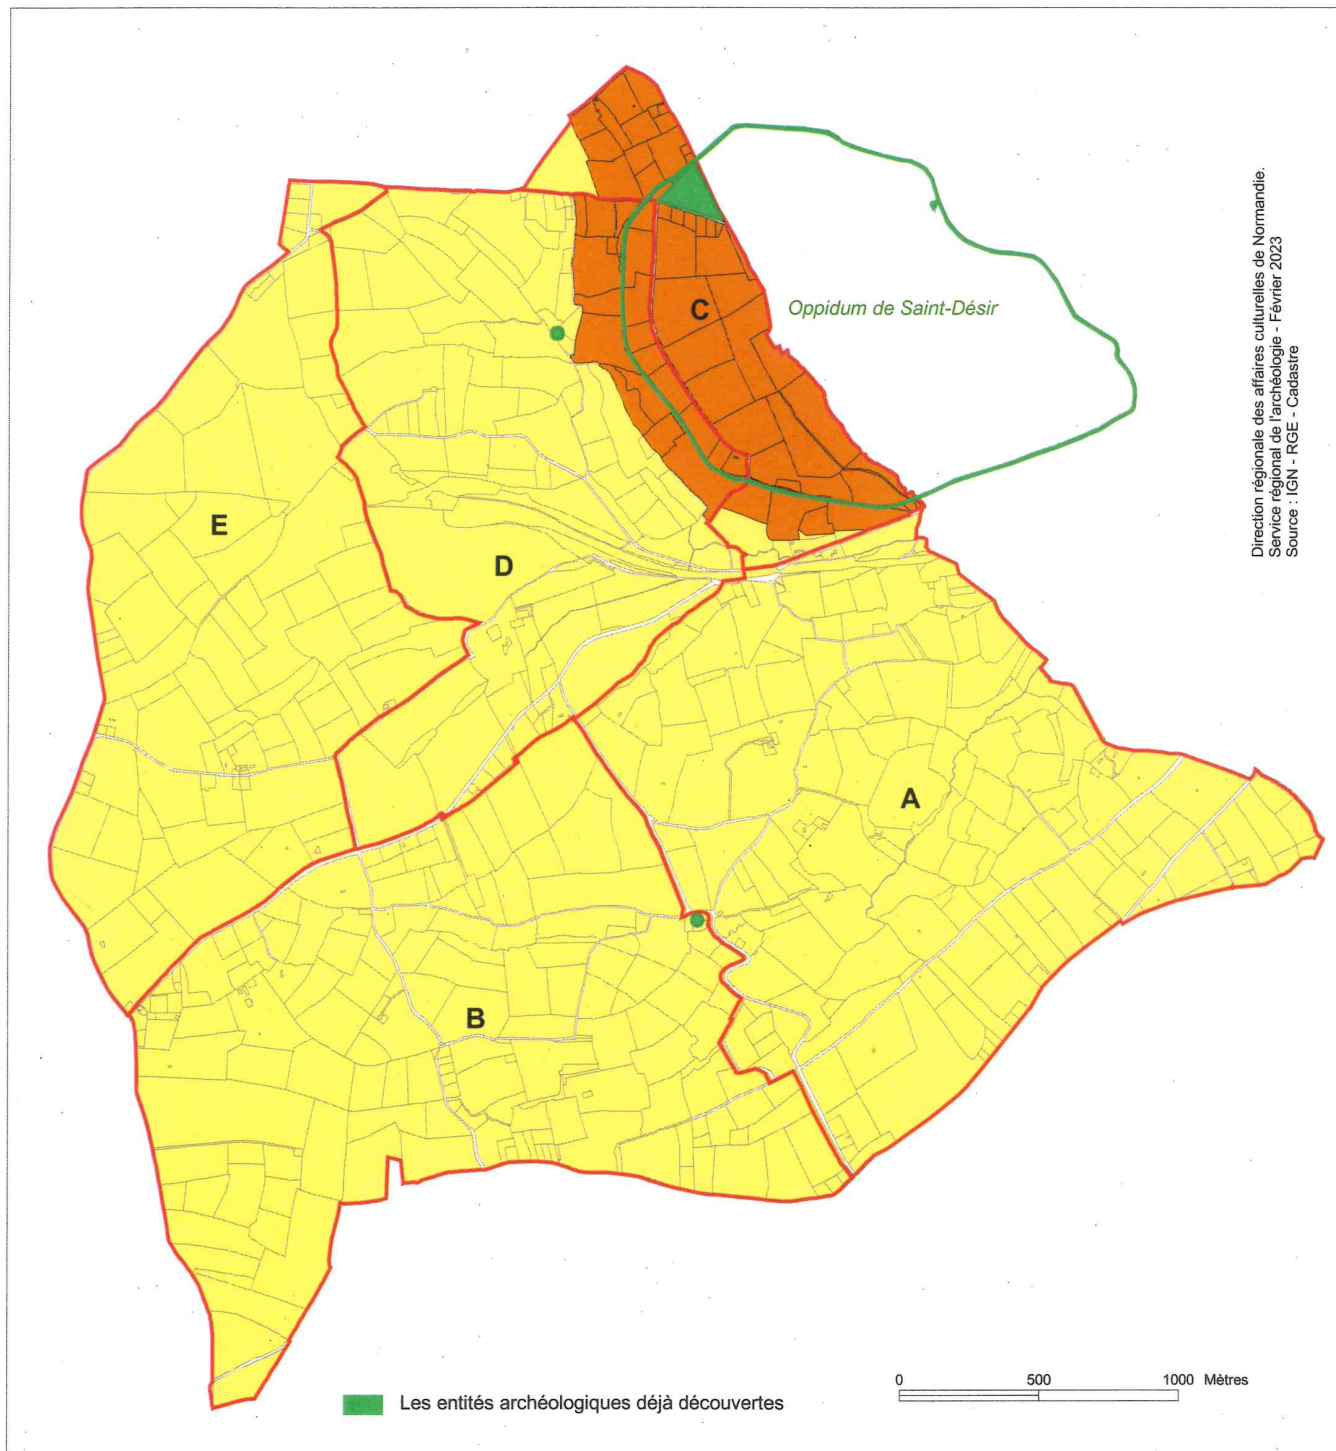 C
Oppidum de Saint-Désir
E
D
A
B
Direction régionale des affaires culturelles de Normandie.
Service régional de l'archéologie - Février 2023
Source : IGN - RGE - Cadastre
Les entités archéologiques déjà découvertes
0 500 1000 Mètres